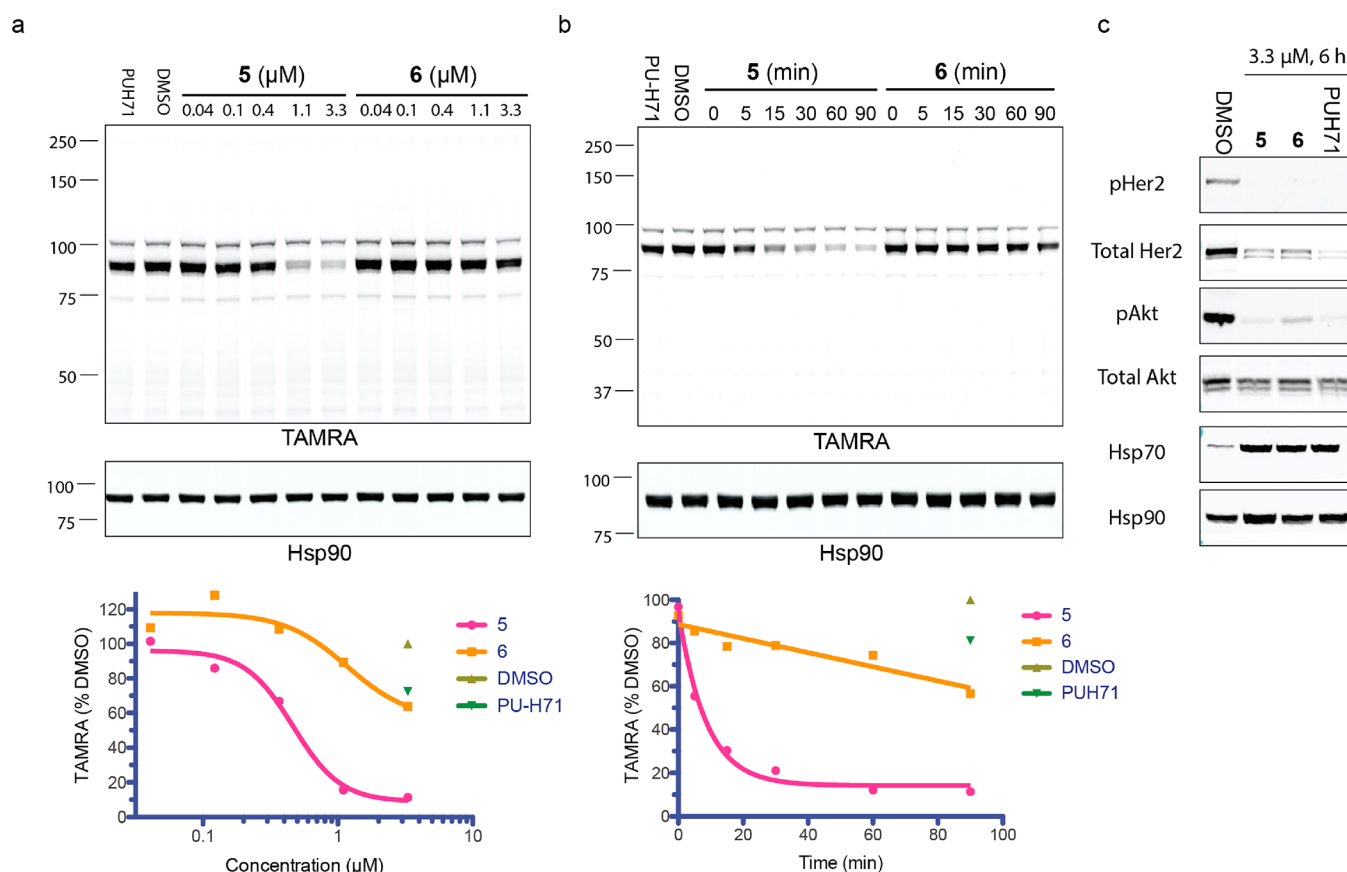 a
5 (µM)
6 (µM)
PUH71
DMSO
0.04 0.1 0.4 1.1 3.3 0.04 0.1 0.4 1.1 3.3
250
150
100
75
50
TAMRA
100
75
Hsp90
TAMRA (% DMSO)
120
100
80
60
40
20
0
0.1 1 10
Concentration (µM)
5
6
DMSO
PU-H71
b
5 (min)
6 (min)
PU-H71
DMSO
0 5 15 30 60 90 0 5 15 30 60 90
250
150
100
75
50
37
TAMRA
100
75
Hsp90
TAMRA (% DMSO)
100
80
60
40
20
0
0 20 40 60 80 100
Time (min)
5
6
DMSO
PUH71
c
3.3 µM, 6 h
DMSO
5
6
PUH71
pHer2
Total Her2
pAkt
Total Akt
Hsp70
Hsp90